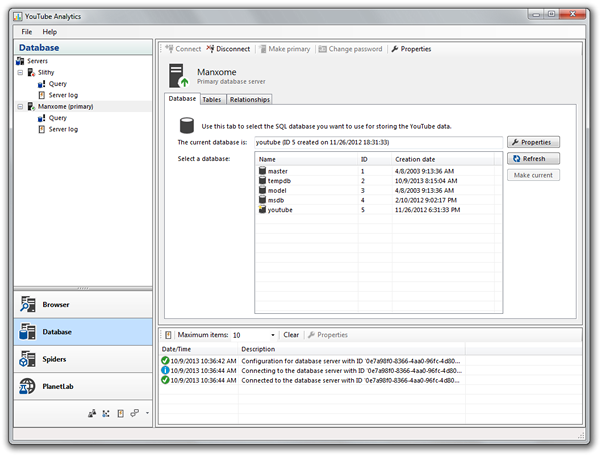 YouTube Analytics
File Help
Database
Servers
Slithy
Query
Server log
Manxome (primary)
Query
Server log
Browser
Database
Spiders
PlanetLab
Connect Disconnect Make primary Change password Properties
Manxome
Primary database server
Database Tables Relationships
Use this tab to select the SQL database you want to use for storing the YouTube data.
The current database is: youtube (ID 5 created on 11/26/2012 18:31:33) Properties
Select a database: Refresh
Make current
Name ID Creation date
master 1 4/8/2003 9:13:36 AM
tempdb 2 10/9/2013 8:15:04 AM
model 3 4/8/2003 9:13:36 AM
msdb 4 2/10/2012 9:02:17 PM
youtube 5 11/26/2012 6:31:33 PM
Maximum items: 10 Clear Properties
Date/Time Description
10/9/2013 10:36:42 AM Configuration for database server with ID '0e7a98f0-8366-4aa0-96fc-4d80...
10/9/2013 10:36:44 AM Connecting to the database server with ID '0e7a98f0-8366-4aa0-96fc-4d80...
10/9/2013 10:36:44 AM Connected to the database server with ID '0e7a98f0-8366-4aa0-96fc-4d80...